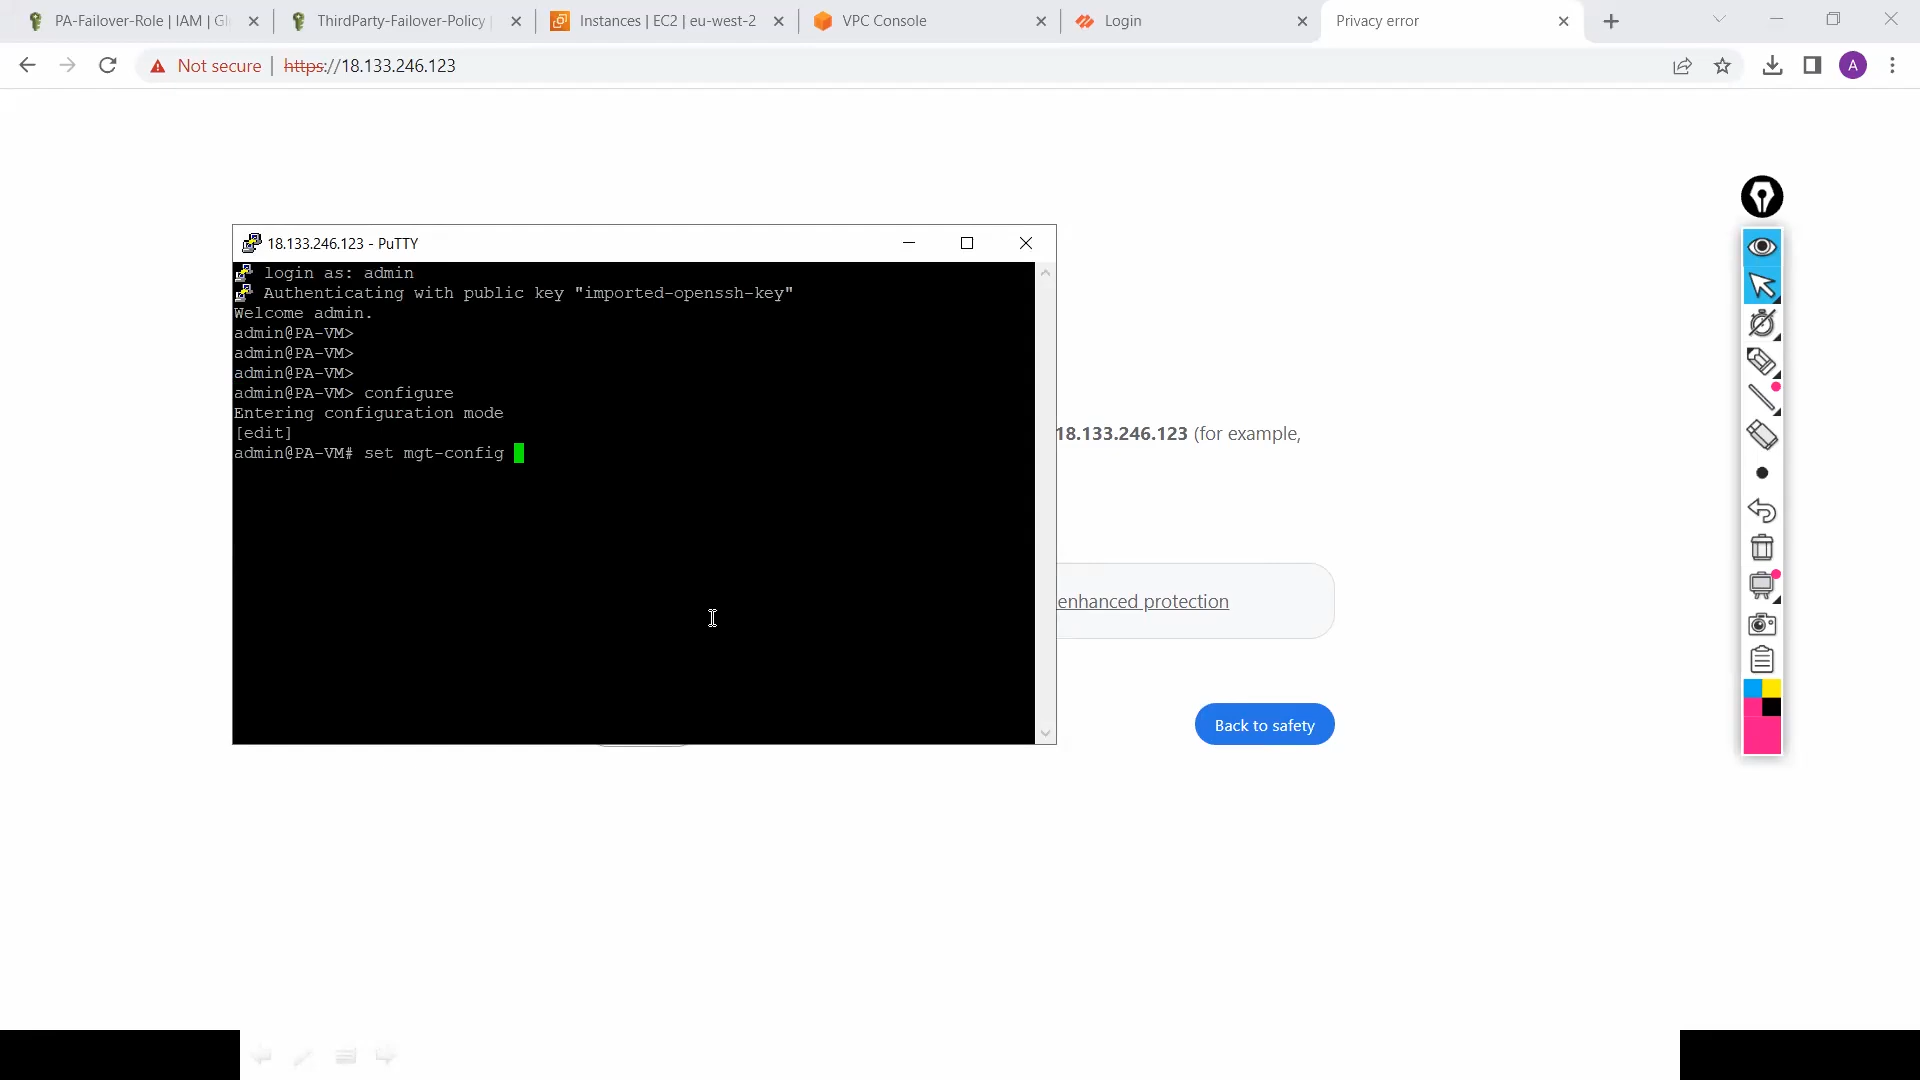 PA-Failover-Role | IAM | Gl
ThirdParty-Failover-Policy |
Instances | EC2 | eu-west-2
VPC Console
Login
Privacy error
Not secure | https://18.133.246.123
A
18.133.246.123 - PuTTY
login as: admin
Authenticating with public key "imported-openssh-key"
Welcome admin.
admin@PA-VM>
admin@PA-VM>
admin@PA-VM>
admin@PA-VM> configure
Entering configuration mode
[edit]
admin@PA-VM# set mgt-config
18.133.246.123 (for example,
enhanced protection
Back to safety